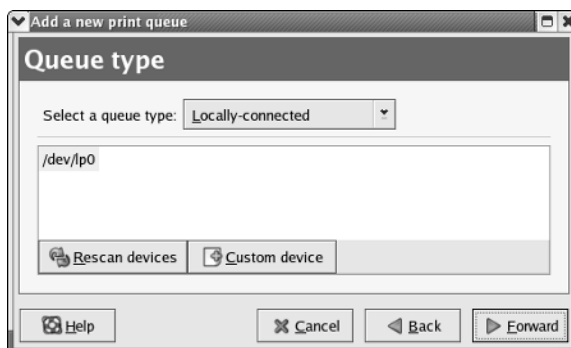 Add a new print queue
Queue type
Select a queue type: Locally-connected
/dev/lp0
Rescan devices Custom device
Help Cancel Back Forward